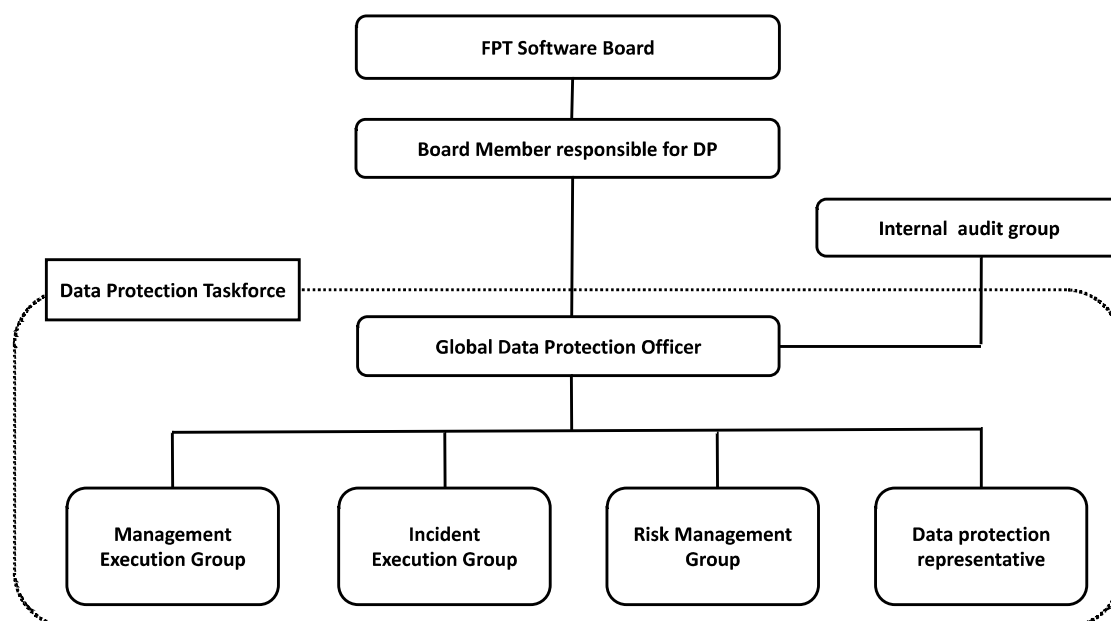 FPT Software Board
Board Member responsible for DP
Internal audit group
Data Protection Taskforce
Global Data Protection Officer
Management
Execution Group
Incident
Execution Group
Risk Management
Group
Data protection
representative